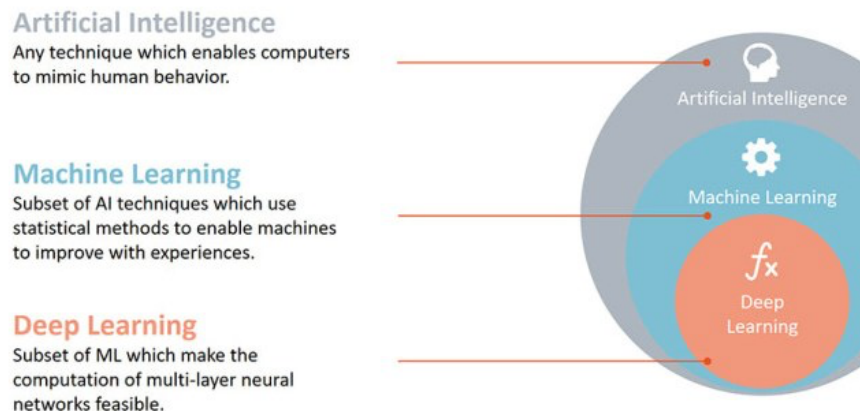 Artificial Intelligence
Any technique which enables computers
to mimic human behavior.
Machine Learning
Subset of AI techniques which use
statistical methods to enable machines
to improve with experiences.
Deep Learning
Subset of ML which make the
computation of multi-layer neural
networks feasible.
Artificial Intelligence
Machine Learning
fx
Deep
Learning